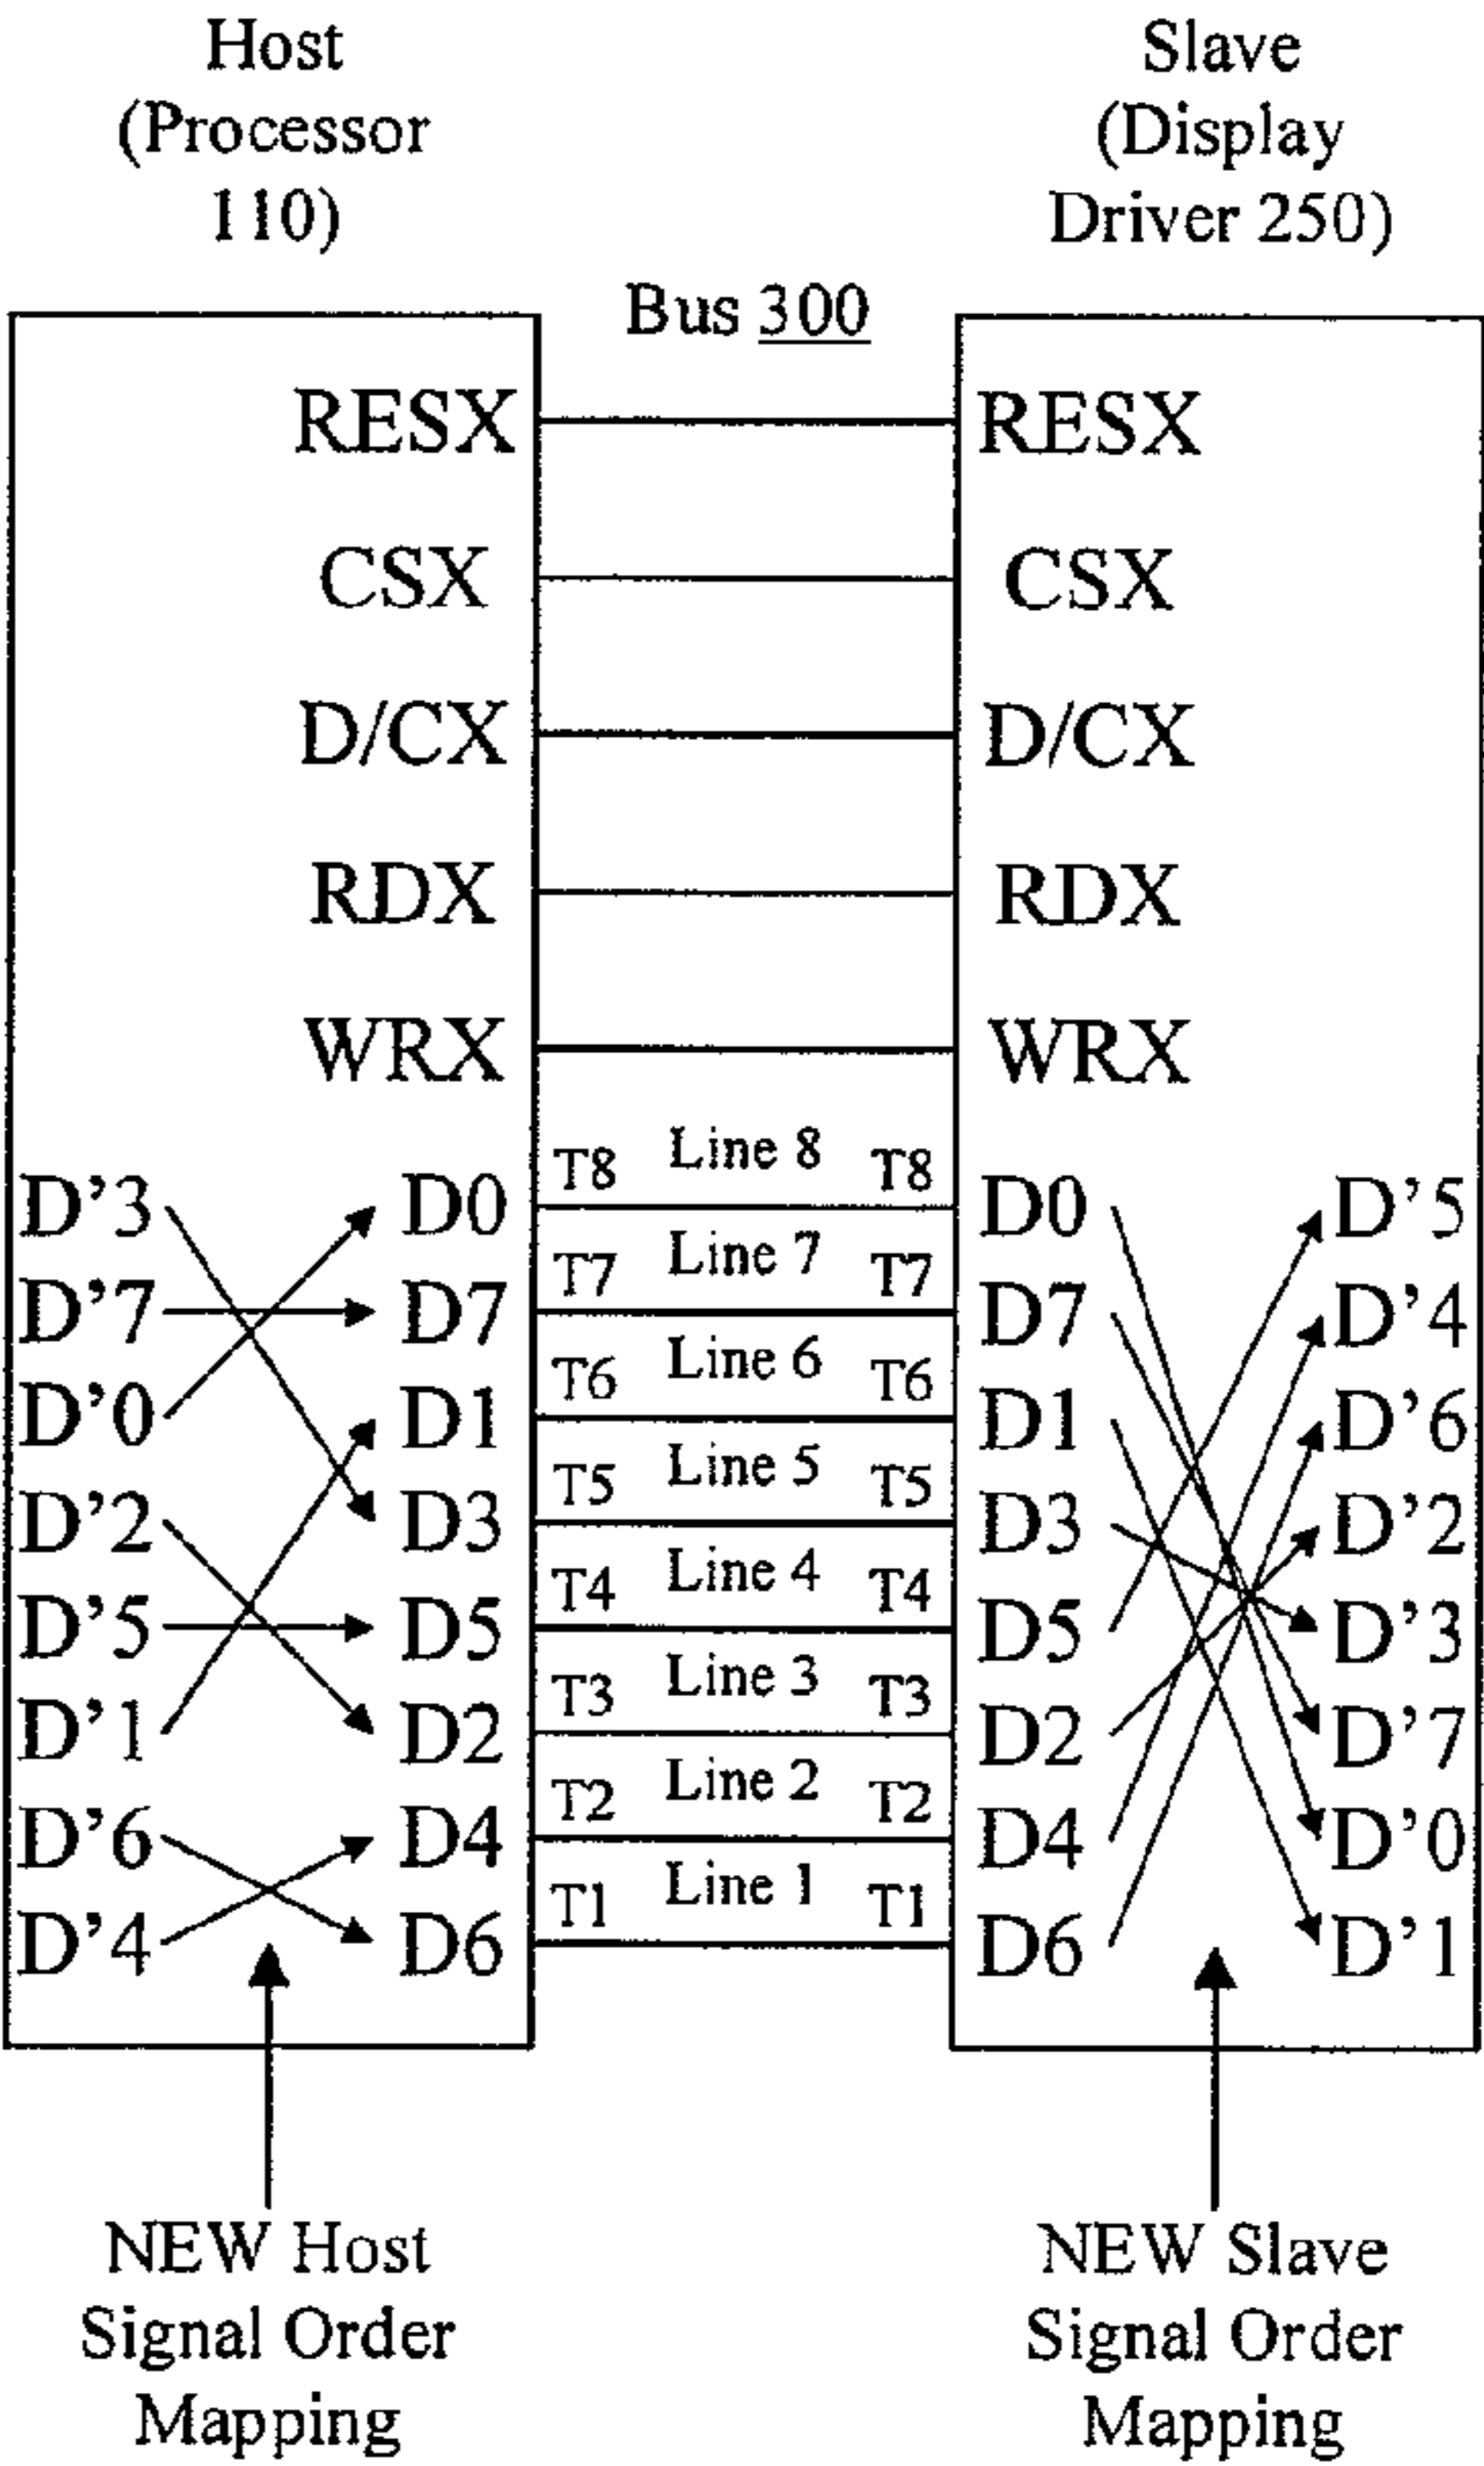 Host
(Processor
110)
Slave
(Display
Driver 250)
Bus 300
RESX RESX
CSX CSX
D/CX D/CX
RDX RDX
WRX WRX
T8 Line 8 T8
D'3 D0 D0 D'5
T7 Line 7 T7
D'7 D7 D7 D'4
T6 Line 6 T6
D'0 D1 D1 D'6
T5 Line 5 T5
D'2 D3 D3 D'2
T4 Line 4 T4
D'5 D5 D5 D'3
T3 Line 3 T3
D'1 D2 D2 D'7
T2 Line 2 T2
D'6 D4 D4 D'0
T1 Line 1 T1
D'4 D6 D6 D'1
NEW Host
Signal Order
Mapping
NEW Slave
Signal Order
Mapping